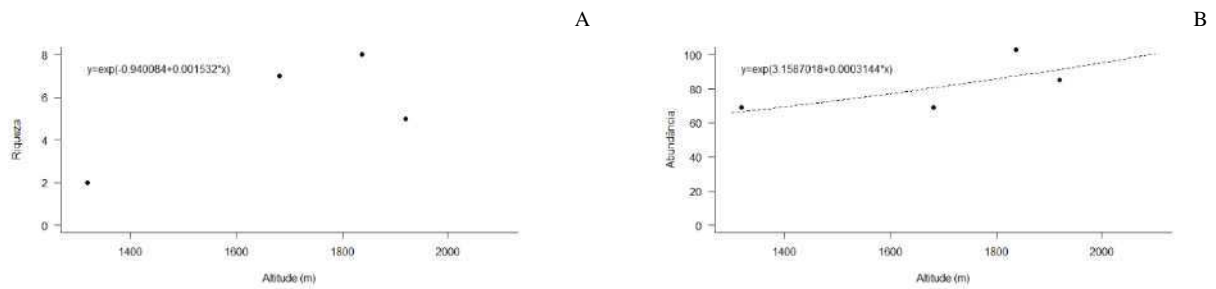 A
y=exp(-0.940084+0.001532*x)
Riqueza
8
6
4
2
0
1400 1600 1800 2000
Altitude (m)
B
y=exp(3.1587018+0.0003144*x)
Abundância
100
80
60
40
20
0
1400 1600 1800 2000
Altitude (m)